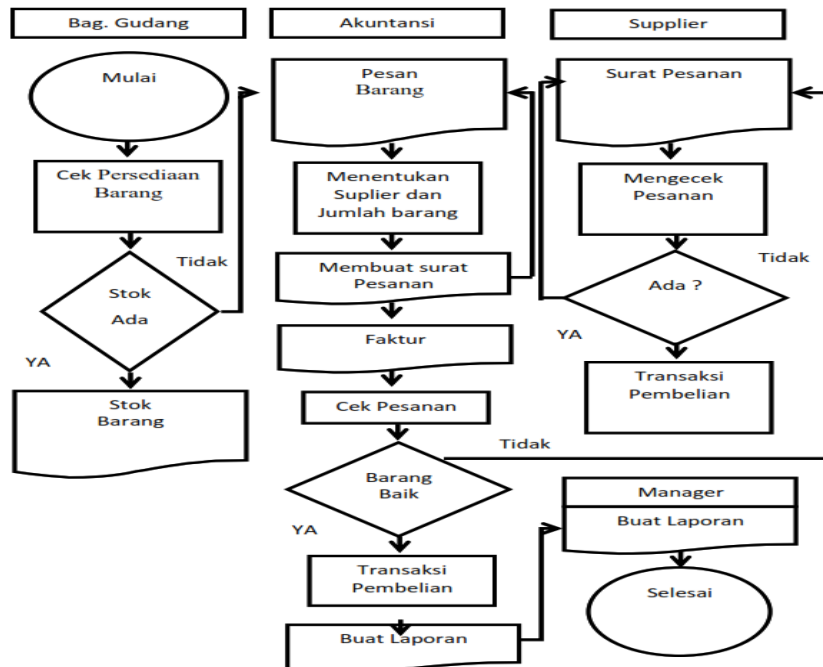 Bag. Gudang
Mulai
Cek Persediaan
Barang
Tidak
Stok
Ada
YA
Stok
Barang
Akuntansi
Pesan
Barang
Menentukan
Suplier dan
Jumlah barang
Membuat surat
Pesanan
Faktur
Cek Pesanan
Tidak
Barang
Baik
YA
Transaksi
Pembelian
Buat Laporan
Supplier
Surat Pesanan
Mengecek
Pesanan
Tidak
Ada ?
YA
Transaksi
Pembelian
Manager
Buat Laporan
Selesai